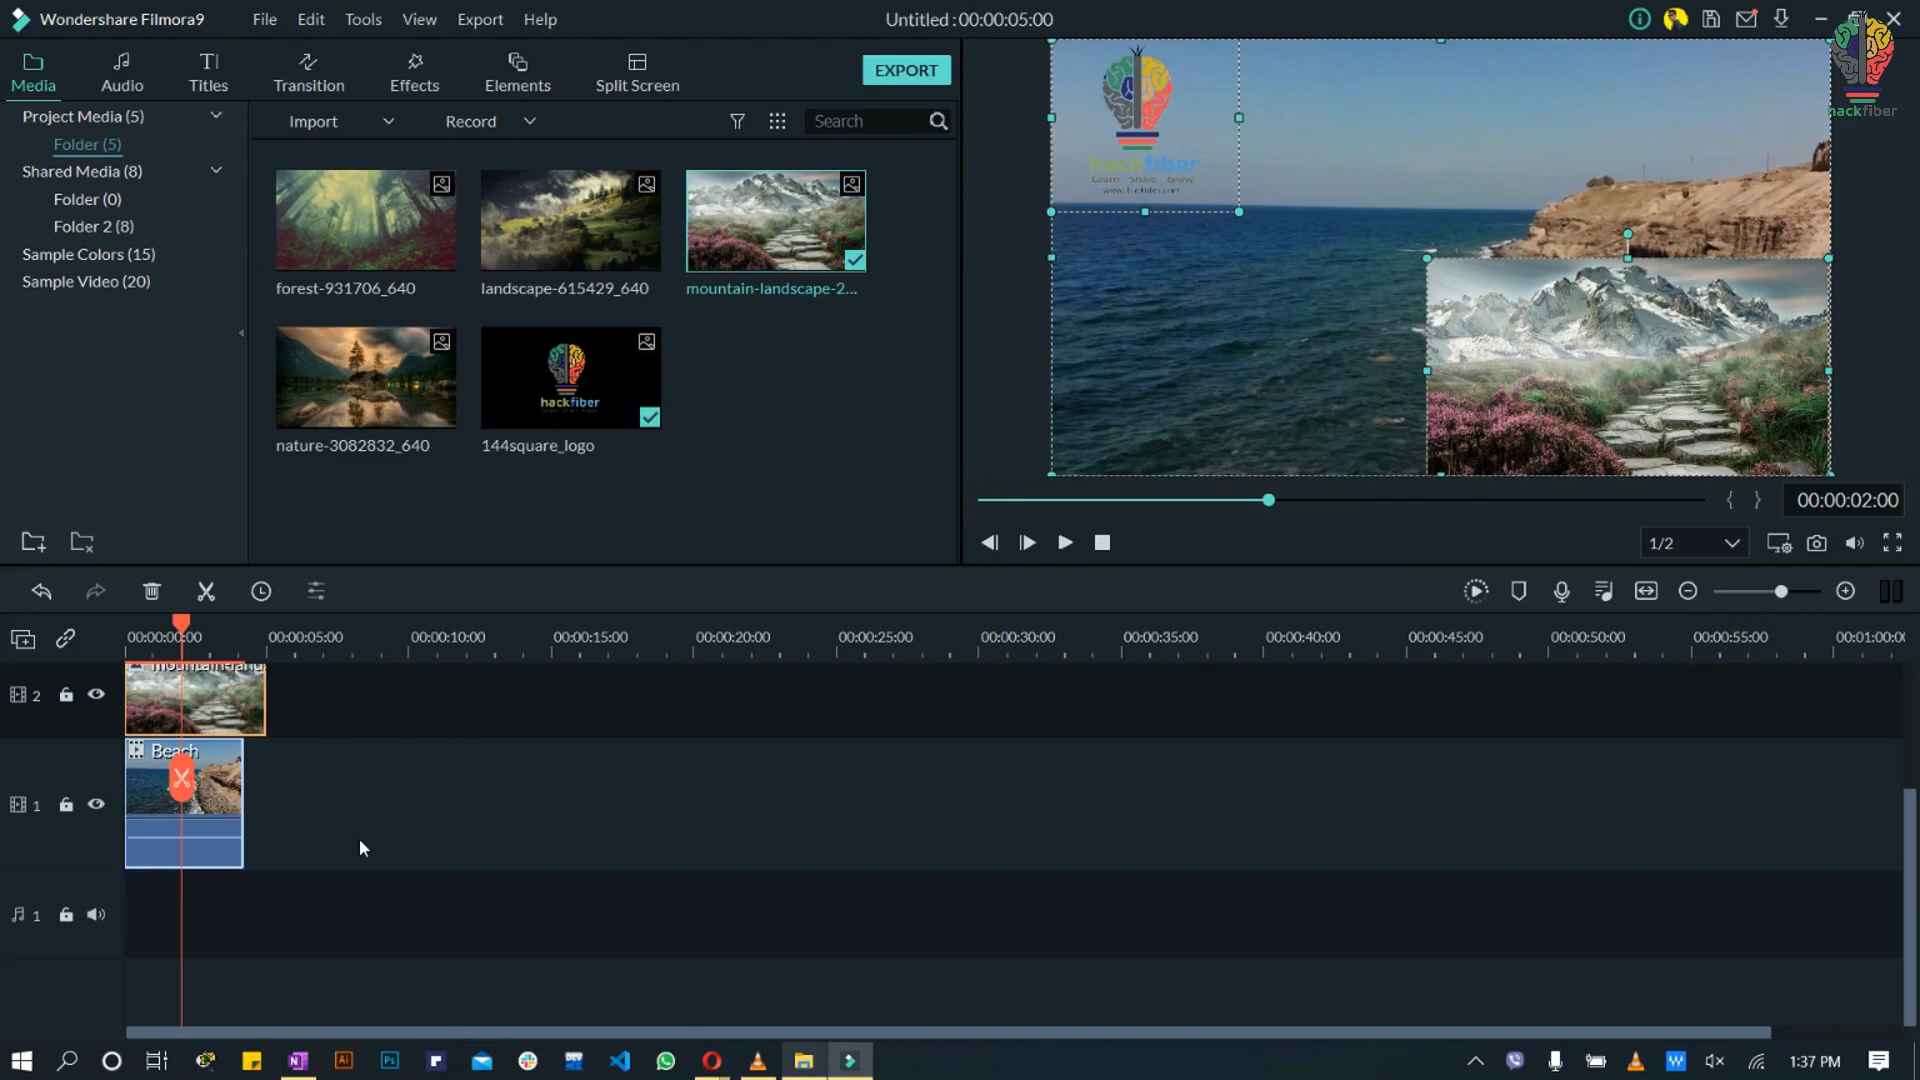 Wondershare Filmora9
File
Edit
Tools
View
Export
Help
Untitled : 00:00:05:00
Media
Audio
Titles
Transition
Effects
Elements
Split Screen
EXPORT
Project Media (5)
Folder (5)
Shared Media (8)
Folder (0)
Folder 2 (8)
Sample Colors (15)
Sample Video (20)
Import
Record
Search
forest-931706_640
landscape-615429_640
mountain-landscape-2...
nature-3082832_640
hackfiber
144square_logo
hackfiber
Learn Share Grow
www.hackfiber.net
hackfiber
00:00:02:00
1/2
00:00:00:00
00:00:05:00
00:00:10:00
00:00:15:00
00:00:20:00
00:00:25:00
00:00:30:00
00:00:35:00
00:00:40:00
00:00:45:00
00:00:50:00
00:00:55:00
00:01:00:0
2
Beach
1
1
1:37 PM